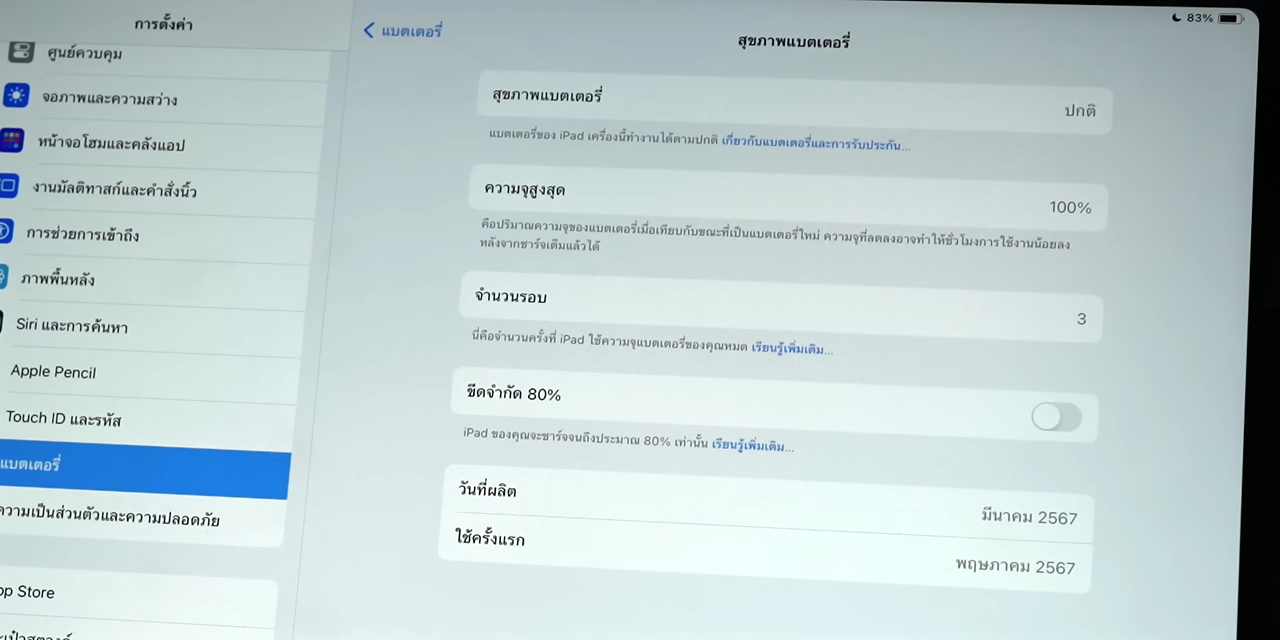 การตั้งค่า
ศูนย์ควบคุม
จอภาพและความสว่าง
หน้าจอโฮมและคลังแอป
งานมัลติทาสก์และคำสั่งนิ้ว
การช่วยการเข้าถึง
ภาพพื้นหลัง
Siri และการค้นหา
Apple Pencil
Touch ID และรหัส
แบตเตอรี่
ความเป็นส่วนตัวและความปลอดภัย
pp Store
83%
แบตเตอรี่
สุขภาพแบตเตอรี่
สุขภาพแบตเตอรี่ ปกติ
แบตเตอรี่ของ iPad เครื่องนี้ทำงานได้ตามปกติ เกี่ยวกับแบตเตอรี่และการรับประกัน...
ความจุสูงสุด 100%
คือปริมาณความจุของแบตเตอรี่เมื่อเทียบกับขณะที่เป็นแบตเตอรี่ใหม่ ความจุที่ลดลงอาจทำให้ชั่วโมงการใช้งานน้อยลง
หลังจากชาร์จเต็มแล้วได้
จำนวนรอบ 3
นี่คือจำนวนครั้งที่ iPad ใช้ความจุแบตเตอรี่ของคุณหมด เรียนรู้เพิ่มเติม...
ขีดจำกัด 80%
iPad ของคุณจะชาร์จจนถึงประมาณ 80% เท่านั้น เรียนรู้เพิ่มเติม...
วันที่ผลิต มีนาคม 2567
ใช้ครั้งแรก พฤษภาคม 2567